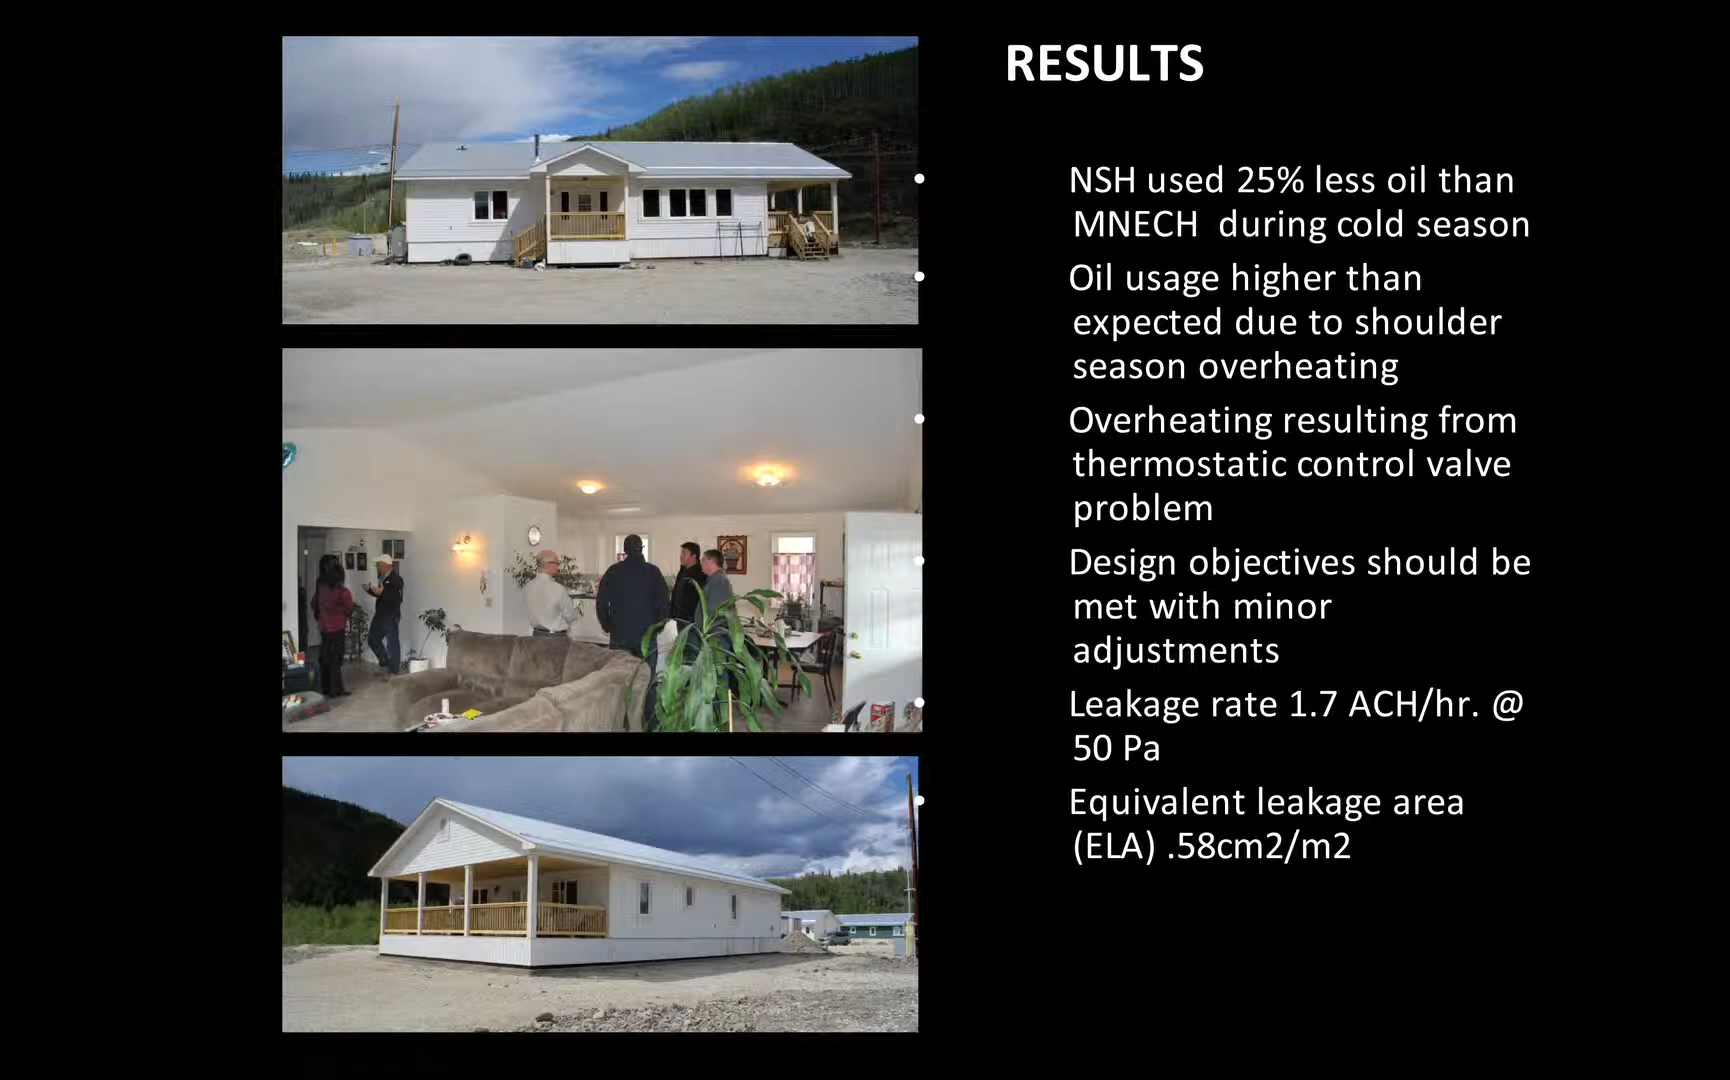 RESULTS
• NSH used 25% less oil than
MNECH during cold season
• Oil usage higher than
expected due to shoulder
season overheating
• Overheating resulting from
thermostatic control valve
problem
• Design objectives should be
met with minor
adjustments
• Leakage rate 1.7 ACH/hr. @
50 Pa
• Equivalent leakage area
(ELA) .58cm2/m2